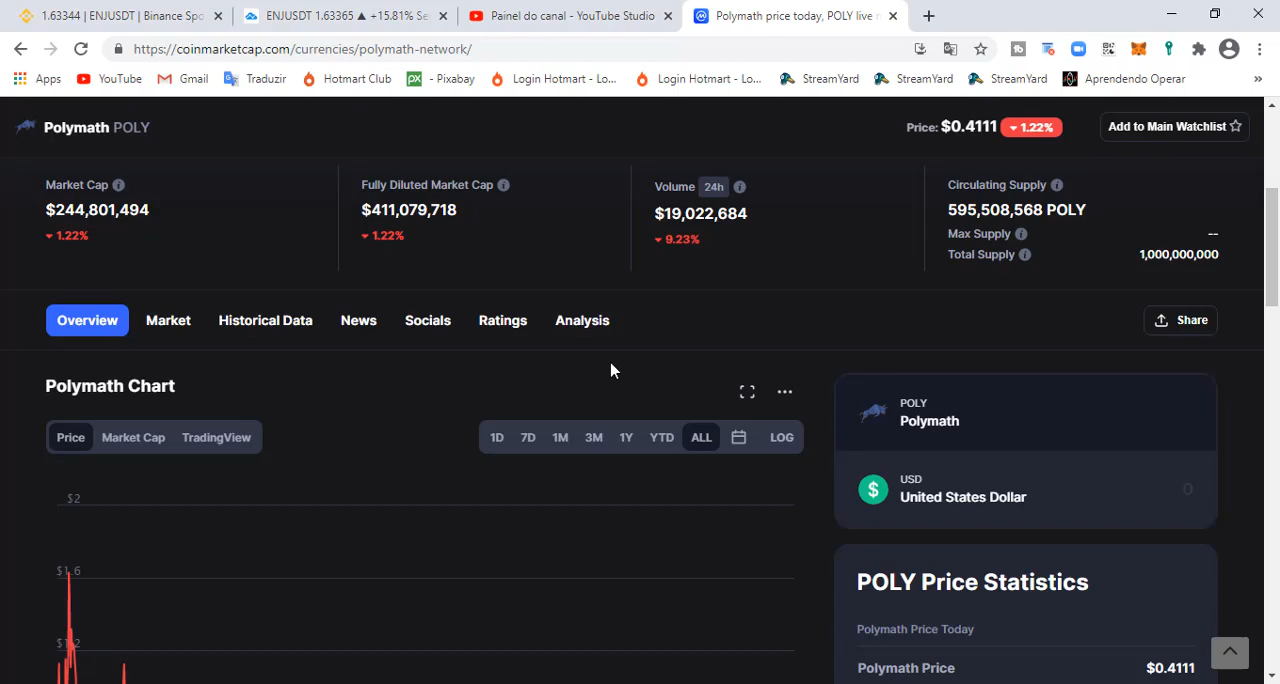 1.63344 | ENJUSDT | Binance Spo
ENJUSDT 1.63365 ▲ +15.81% Se
Painel do canal - YouTube Studio
Polymath price today, POLY live
https://coinmarketcap.com/currencies/polymath-network/
Apps
YouTube
Gmail
Traduzir
Hotmart Club
px
- Pixabay
Login Hotmart - Lo...
Login Hotmart - Lo...
StreamYard
StreamYard
StreamYard
Aprendendo Operar
»
Polymath POLY
Price: $0.4111 1.22%
Add to Main Watchlist
Market Cap
$244,801,494
1.22%
Fully Diluted Market Cap
$411,079,718
1.22%
Volume 24h
$19,022,684
9.23%
Circulating Supply
595,508,568 POLY
Max Supply --
Total Supply 1,000,000,000
Overview
Market
Historical Data
News
Socials
Ratings
Analysis
Share
Polymath Chart
Price
Market Cap
TradingView
1D
7D
1M
3M
1Y
YTD
ALL
LOG
$2
$1.6
$1.2
POLY
Polymath
USD
United States Dollar
0
POLY Price Statistics
Polymath Price Today
Polymath Price $0.4111